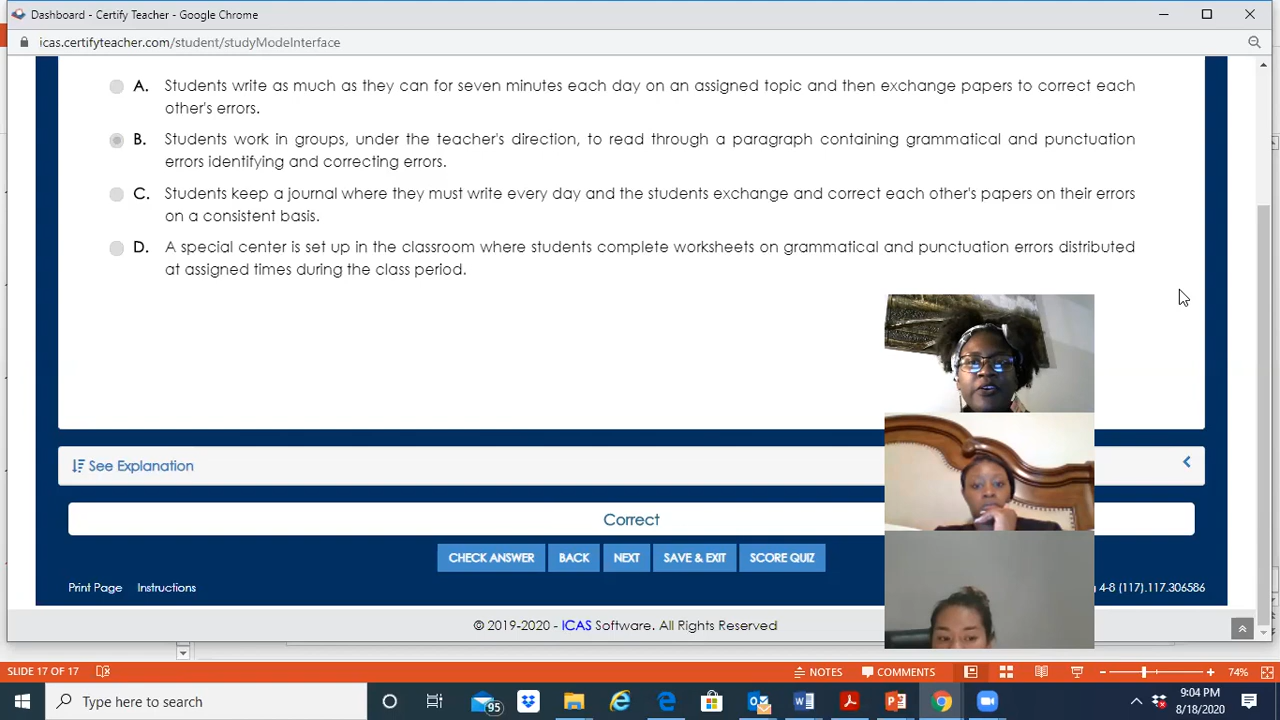 Dashboard - Certify Teacher - Google Chrome
icas.certifyteacher.com/student/studyModeInterface
A. Students write as much as they can for seven minutes each day on an assigned topic and then exchange papers to correct each
other's errors.
B. Students work in groups, under the teacher's direction, to read through a paragraph containing grammatical and punctuation
errors identifying and correcting errors.
C. Students keep a journal where they must write every day and the students exchange and correct each other's papers on their errors
on a consistent basis.
D. A special center is set up in the classroom where students complete worksheets on grammatical and punctuation errors distributed
at assigned times during the class period.
See Explanation
Correct
CHECK ANSWER BACK NEXT SAVE & EXIT SCORE QUIZ
Print Page Instructions 4-8 (117).117.306586
© 2019-2020 - ICAS Software. All Rights Reserved
SLIDE 17 OF 17 NOTES COMMENTS 74%
Type here to search 95 9:04 PM
8/18/2020